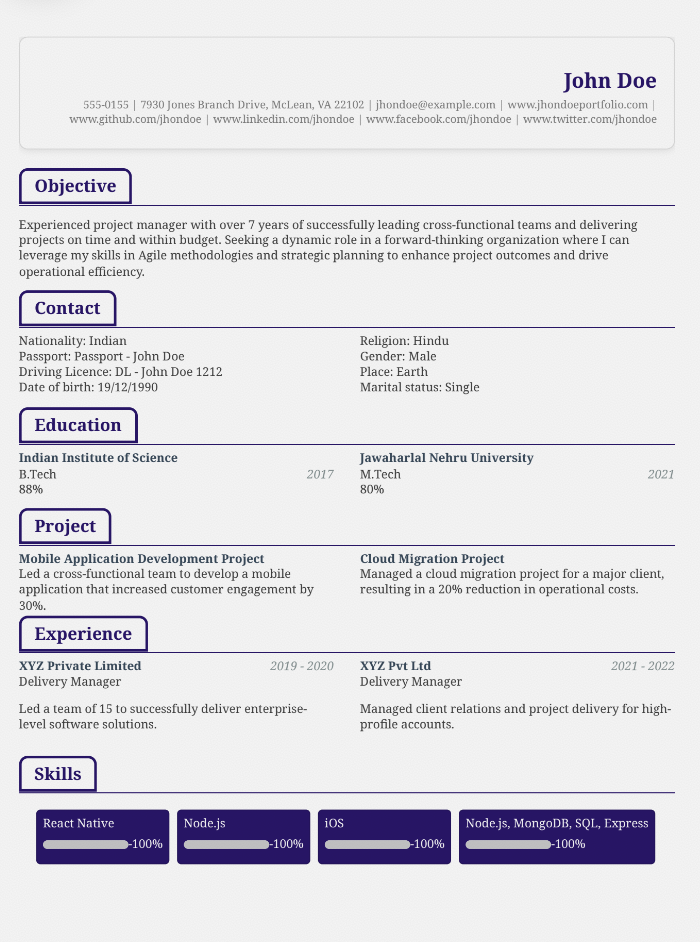 John Doe
555-0155 | 7930 Jones Branch Drive, McLean, VA 22102 | jhondoe@example.com | www.jhondoeportfolio.com |
www.github.com/jhondoe | www.linkedin.com/jhondoe | www.facebook.com/jhondoe | www.twitter.com/jhondoe
Objective
Experienced project manager with over 7 years of successfully leading cross-functional teams and delivering
projects on time and within budget. Seeking a dynamic role in a forward-thinking organization where I can
leverage my skills in Agile methodologies and strategic planning to enhance project outcomes and drive
operational efficiency.
Contact
Nationality: Indian
Passport: Passport - John Doe
Driving Licence: DL - John Doe 1212
Date of birth: 19/12/1990
Religion: Hindu
Gender: Male
Place: Earth
Marital status: Single
Education
Indian Institute of Science
B.Tech 2017
88%
Jawaharlal Nehru University
M.Tech 2021
80%
Project
Mobile Application Development Project
Led a cross-functional team to develop a mobile
application that increased customer engagement by
30%.
Cloud Migration Project
Managed a cloud migration project for a major client,
resulting in a 20% reduction in operational costs.
Experience
XYZ Private Limited 2019 - 2020
Delivery Manager
Led a team of 15 to successfully deliver enterprise-
level software solutions.
XYZ Pvt Ltd 2021 - 2022
Delivery Manager
Managed client relations and project delivery for high-
profile accounts.
Skills
React Native
-100%
Node.js
-100%
iOS
-100%
Node.js, MongoDB, SQL, Express
-100%